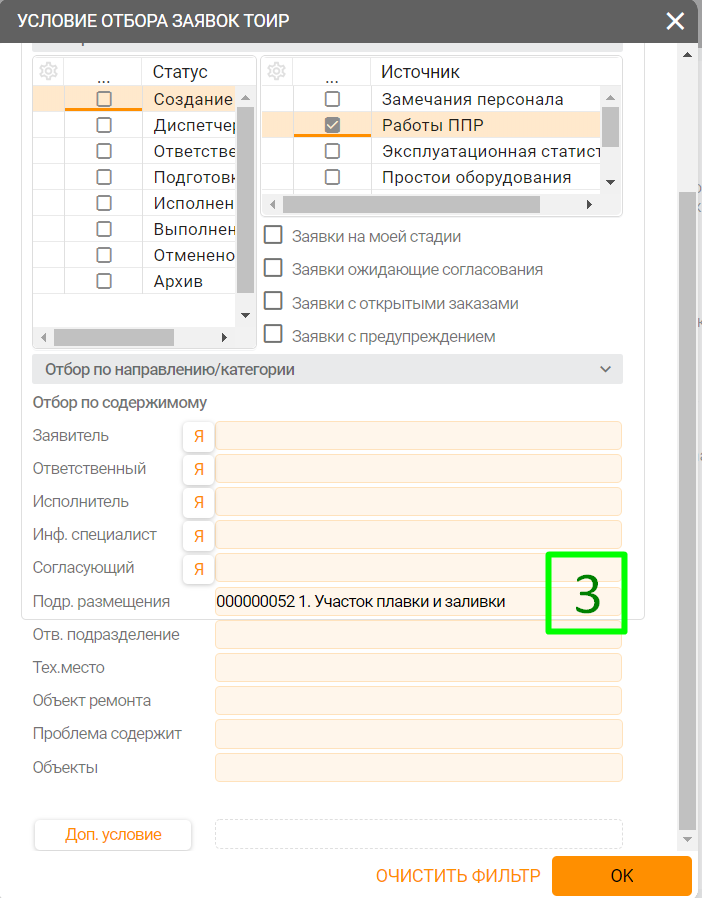 УСЛОВИЕ ОТБОРА ЗАЯВОК ТОИР
... Статус
Создание
Диспетчер
Ответстве
Подготовк
Исполнен
Выполнен
Отменено
Архив
... Источник
Замечания персонала
Работы ППР
Эксплуатационная статист
Простои оборудования
Заявки на моей стадии
Заявки ожидающие согласования
Заявки с открытыми заказами
Заявки с предупреждением
Отбор по направлению/категории
Отбор по содержимому
Заявитель Я
Ответственный Я
Исполнитель Я
Инф. специалист Я
Согласующий Я
Подр. размещения 000000052 1. Участок плавки и заливки
3
Отв. подразделение
Тех.место
Объект ремонта
Проблема содержит
Объекты
Доп. условие
ОЧИСТИТЬ ФИЛЬТР OK